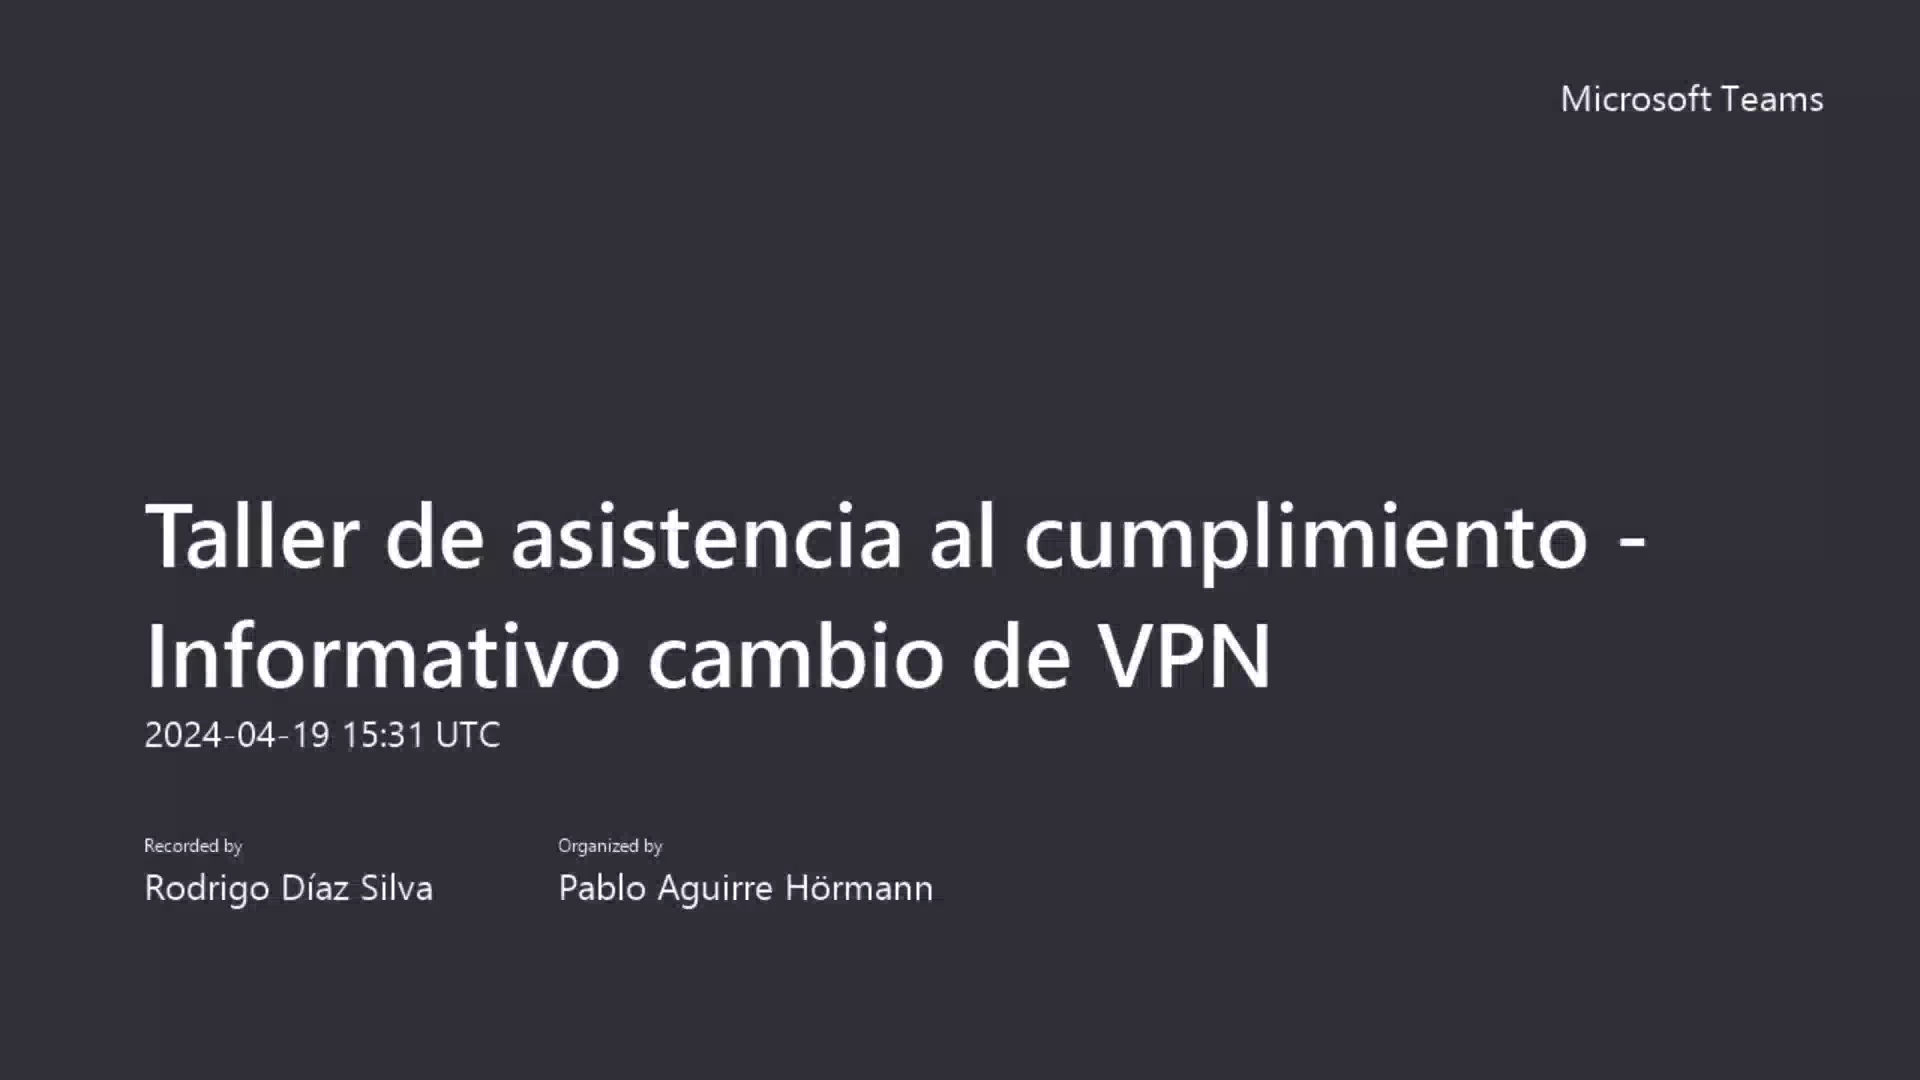 Microsoft Teams
Taller de asistencia al cumplimiento -
Informativo cambio de VPN
2024-04-19 15:31 UTC
Recorded by
Rodrigo Díaz Silva
Organized by
Pablo Aguirre Hörmann